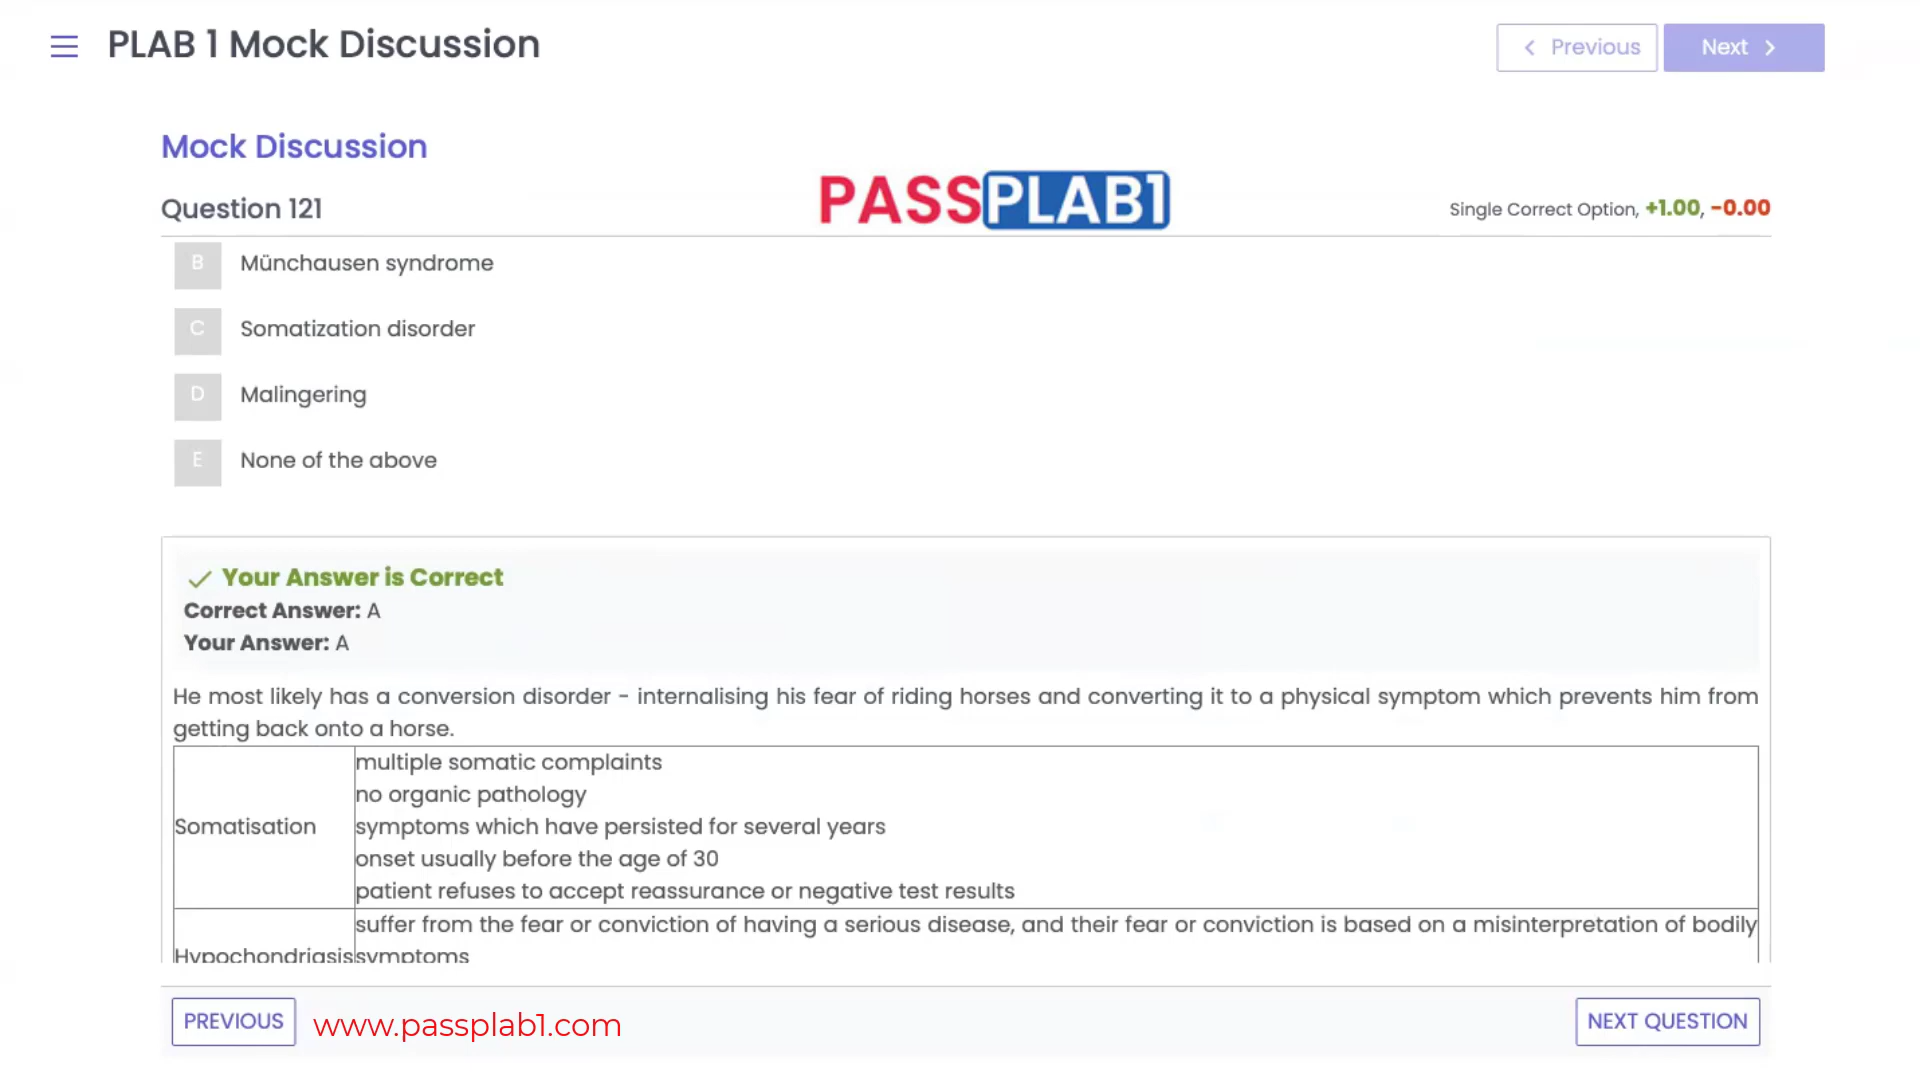 PLAB 1 Mock Discussion
Previous
Next
Mock Discussion
PASSPLAB1
Question 121
Single Correct Option, +1.00, -0.00
B Münchausen syndrome
C Somatization disorder
D Malingering
E None of the above
Your Answer is Correct
Correct Answer: A
Your Answer: A
He most likely has a conversion disorder - internalising his fear of riding horses and converting it to a physical symptom which prevents him from
getting back onto a horse.
Somatisation
multiple somatic complaints
no organic pathology
symptoms which have persisted for several years
onset usually before the age of 30
patient refuses to accept reassurance or negative test results
Hypochondriasis
suffer from the fear or conviction of having a serious disease, and their fear or conviction is based on a misinterpretation of bodily
symptoms
PREVIOUS
www.passplab1.com
NEXT QUESTION